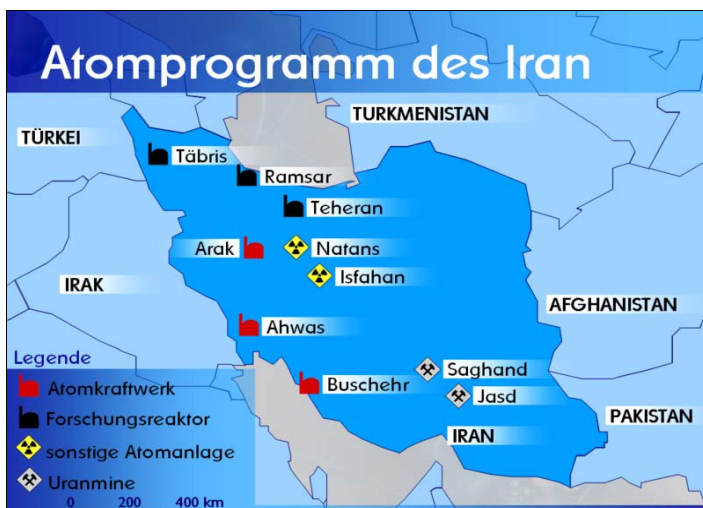 Atomprogramm des Iran
TURKMENISTAN
TÜRKEI
Täbris
Ramsar
Teheran
Arak
Natans
Isfahan
IRAK
AFGHANISTAN
Ahwas
Saghand
Buschehr
Jasd
PAKISTAN
IRAN
Legende
Atomkraftwerk
Forschungsreaktor
sonstige Atomanlage
Uranmine
0 200 400 km